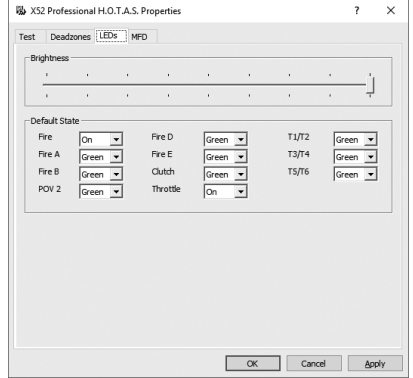 X52 Professional H.O.T.A.S. Properties ? ×
Test Deadzones LEDs MFD
Brightness
Default State
Fire On Fire D Green T1/T2 Green
Fire A Green Fire E Green T3/T4 Green
Fire B Green Clutch Green T5/T6 Green
POV 2 Green Throttle On
OK Cancel Apply